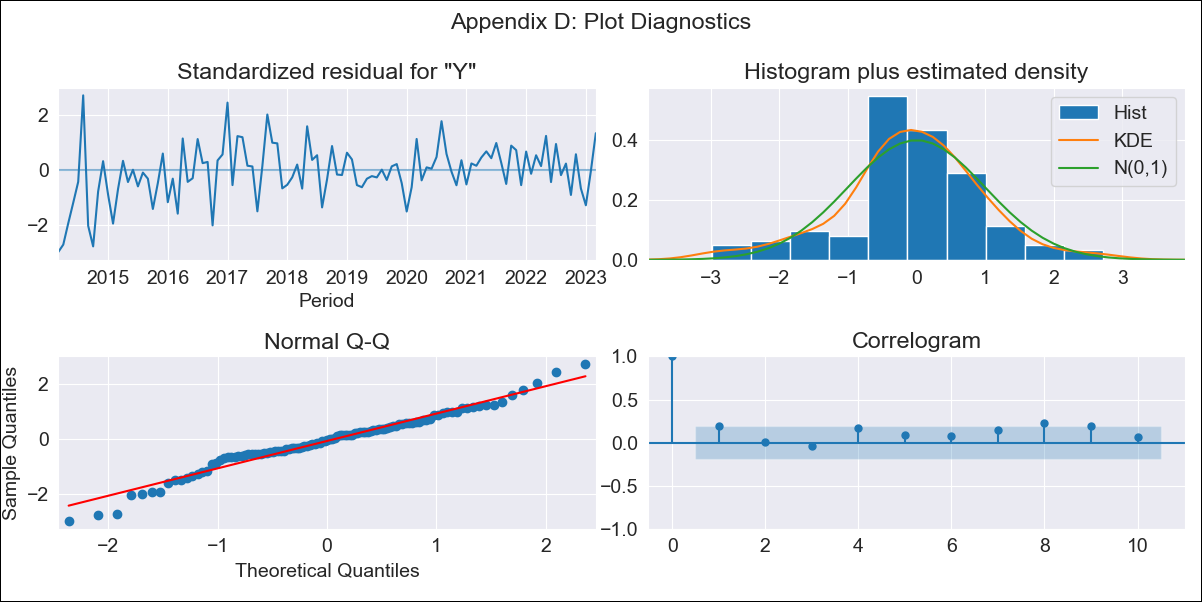 Appendix D: Plot Diagnostics
Standardized residual for "Y"
2
0
−2
2015 2016 2017 2018 2019 2020 2021 2022 2023
Period
Histogram plus estimated density
Hist
KDE
N(0,1)
0.4
0.2
0.0
−3 −2 −1 0 1 2 3
Normal Q-Q
Sample Quantiles
2
0
−2
−2 −1 0 1 2
Theoretical Quantiles
Correlogram
1.0
0.5
0.0
−0.5
−1.0
0 2 4 6 8 10